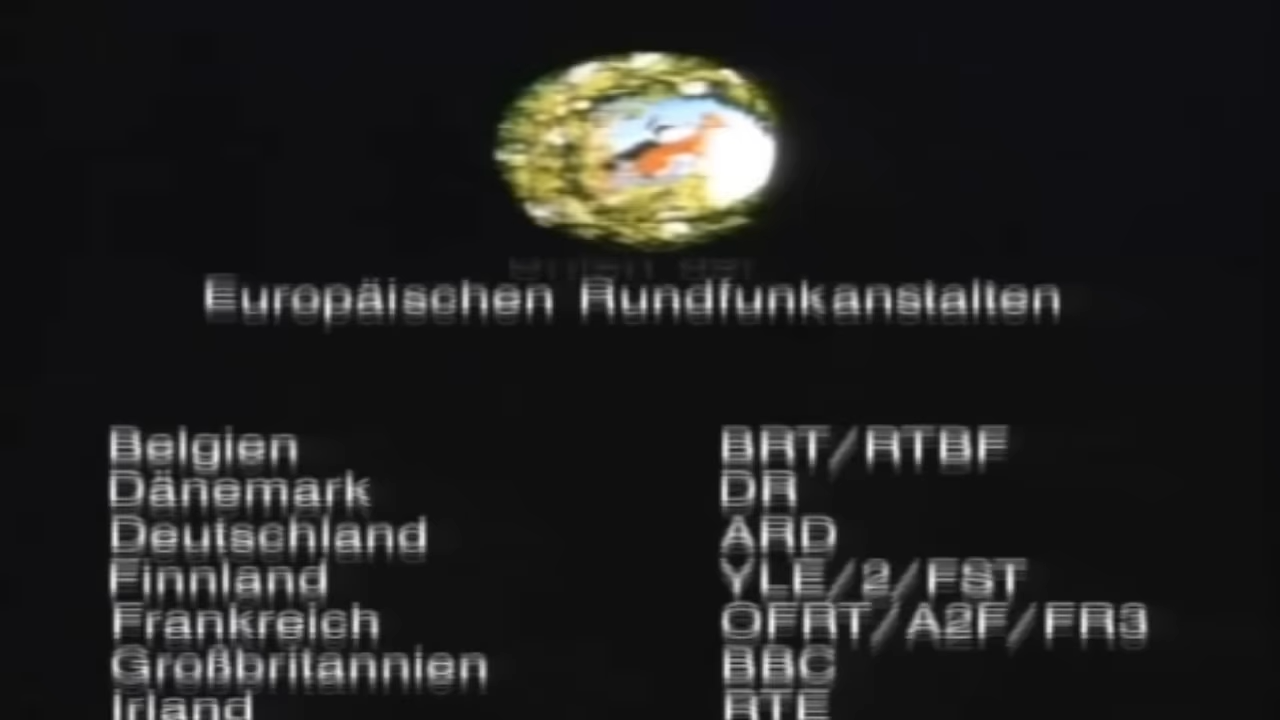 Europäischen Rundfunkanstalten
Belgien BRT/RTBF
Dänemark DR
Deutschland ARD
Finnland YLE/2/FST
Frankreich OFRT/A2F/FR3
Großbritannien BBC
Irland RTE